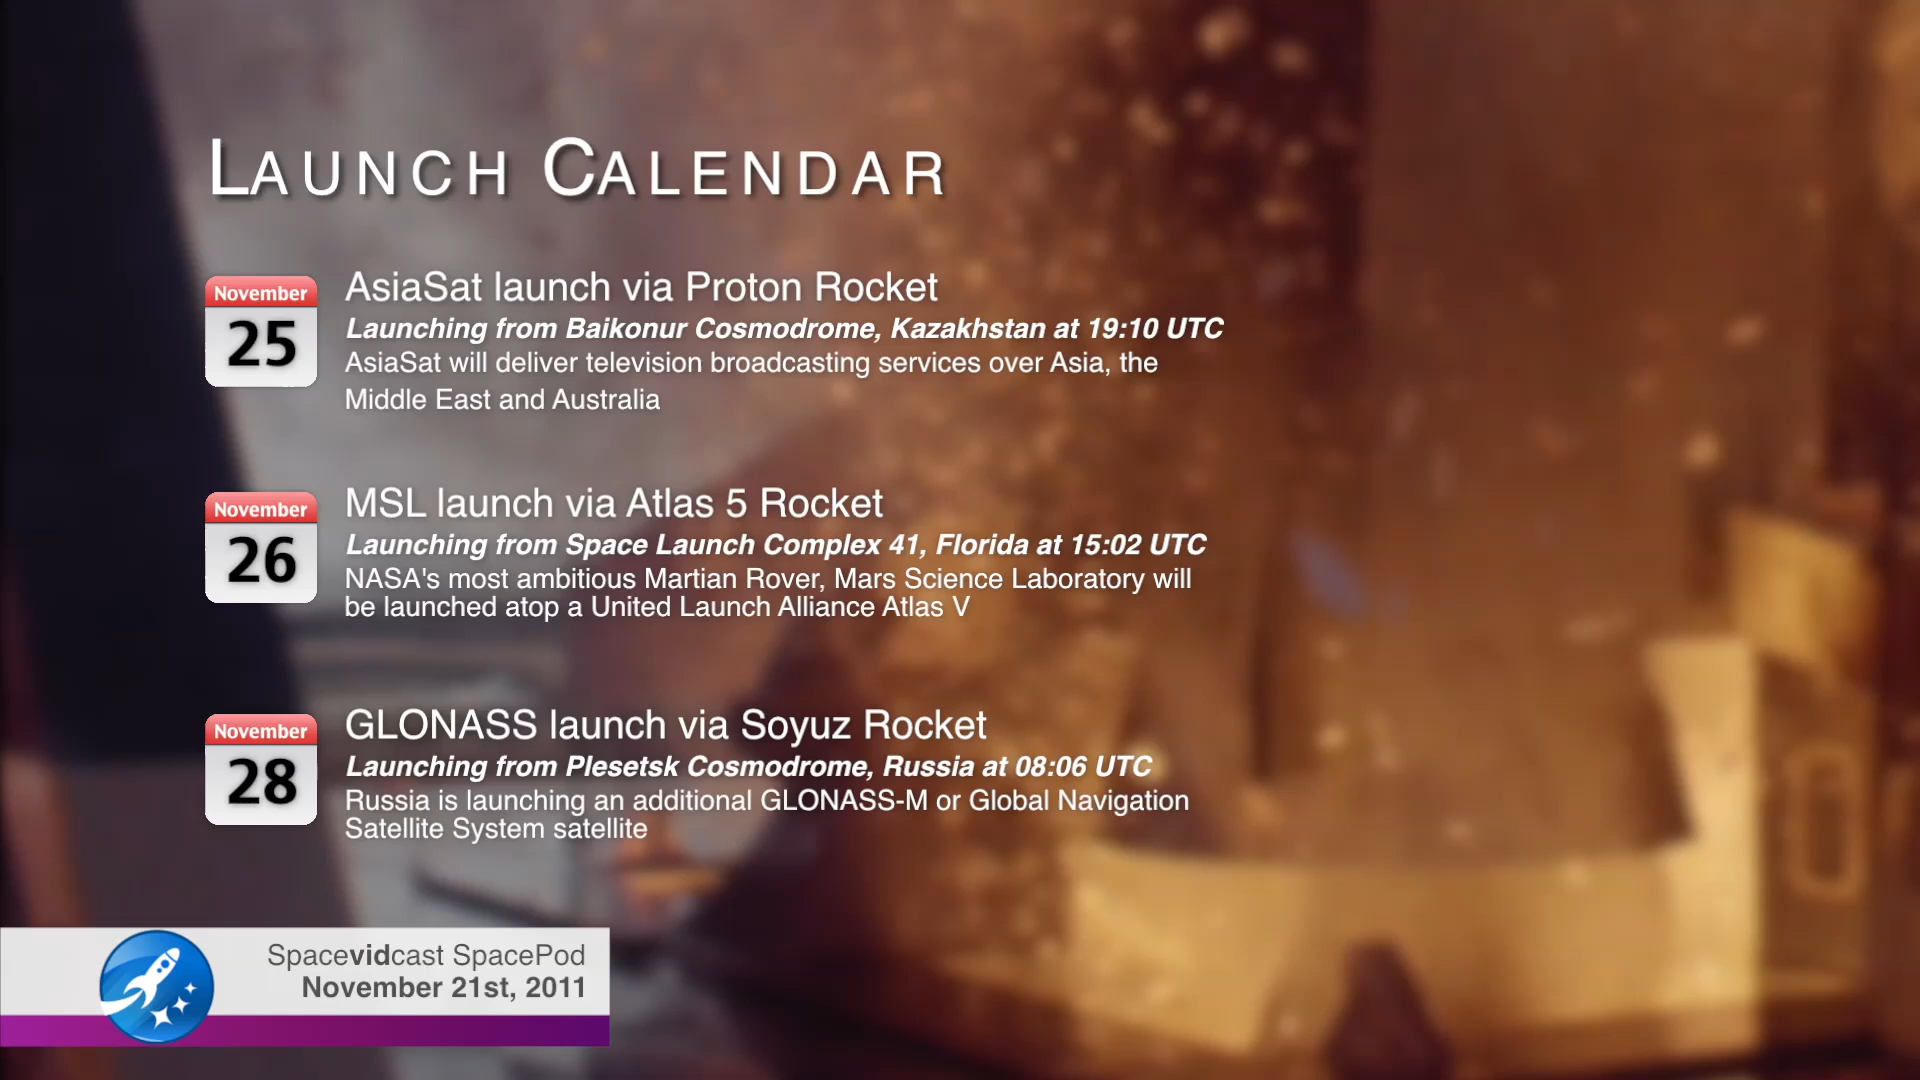 LAUNCH CALENDAR
November
25
AsiaSat launch via Proton Rocket
Launching from Baikonur Cosmodrome, Kazakhstan at 19:10 UTC
AsiaSat will deliver television broadcasting services over Asia, the
Middle East and Australia
November
26
MSL launch via Atlas 5 Rocket
Launching from Space Launch Complex 41, Florida at 15:02 UTC
NASA's most ambitious Martian Rover, Mars Science Laboratory will
be launched atop a United Launch Alliance Atlas V
November
28
GLONASS launch via Soyuz Rocket
Launching from Plesetsk Cosmodrome, Russia at 08:06 UTC
Russia is launching an additional GLONASS-M or Global Navigation
Satellite System satellite
Spacevidcast SpacePod
November 21st, 2011